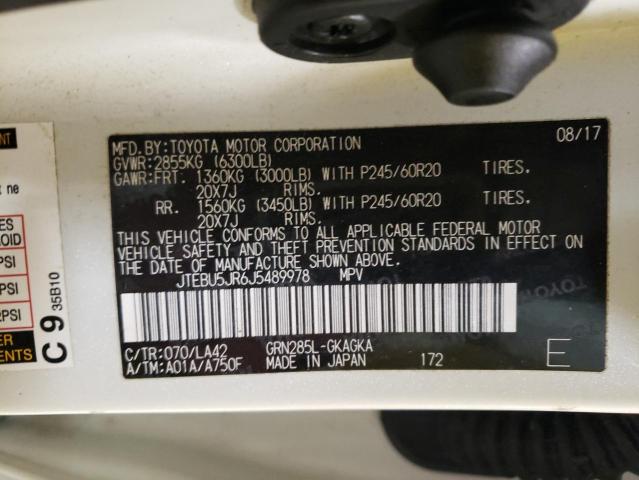 MFD.BY:TOYOTA MOTOR CORPORATION 08/17
GVWR:2855KG (6300LB)
GAWR:FRT. 1360KG (3000LB) WITH P245/60R20 TIRES.
20X7J RIMS.
RR. 1560KG (3450LB) WITH P245/60R20 TIRES.
20X7J RIMS.
THIS VEHICLE CONFORMS TO ALL APPLICABLE FEDERAL MOTOR
VEHICLE SAFETY AND THEFT PREVENTION STANDARDS IN EFFECT ON
THE DATE OF MANUFACTURE SHOWN ABOVE.
JTEBU5JR6J5489978 MPV
C/TR:070/LA42 GRN285L-GKAGKA
A/TM:A01A/A750F MADE IN JAPAN 172 E
C9
35B10
ne
PSI
PSI
PSI